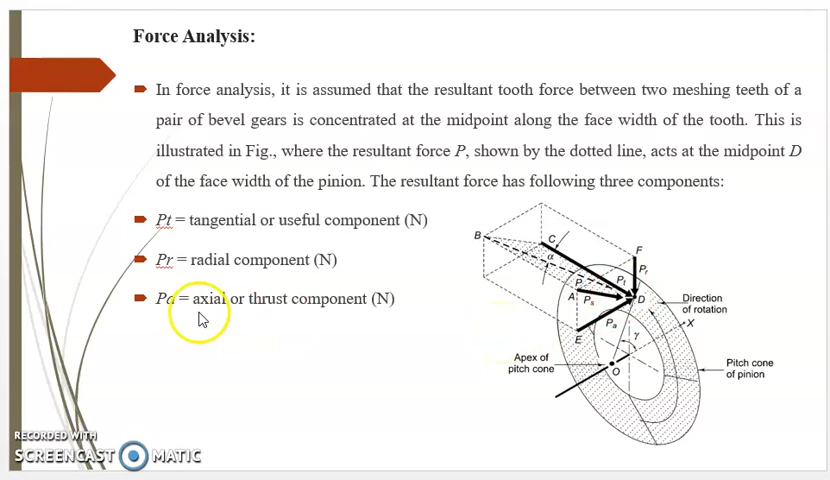 Force Analysis:
In force analysis, it is assumed that the resultant tooth force between two meshing teeth of a
pair of bevel gears is concentrated at the midpoint along the face width of the tooth. This is
illustrated in Fig., where the resultant force P, shown by the dotted line, acts at the midpoint D
of the face width of the pinion. The resultant force has following three components:
Pt = tangential or useful component (N)
Pr = radial component (N)
Pa = axial or thrust component (N)
B
C
α
F
Pr
P
Pt
A
Ps
D
Direction
of rotation
E
Pa
X
γ
Apex of
pitch cone
O
Pitch cone
of pinion
RECORDED WITH
SCREENCAST MATIC